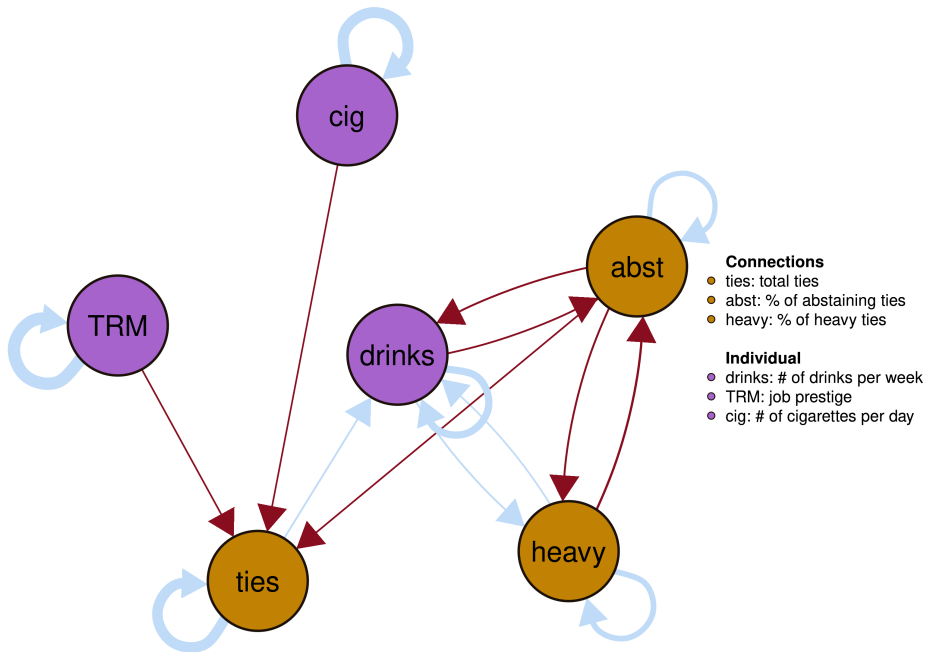 cig
abst
TRM
drinks
heavy
ties
Connections
ties: total ties
abst: % of abstaining ties
heavy: % of heavy ties
Individual
drinks: # of drinks per week
TRM: job prestige
cig: # of cigarettes per day